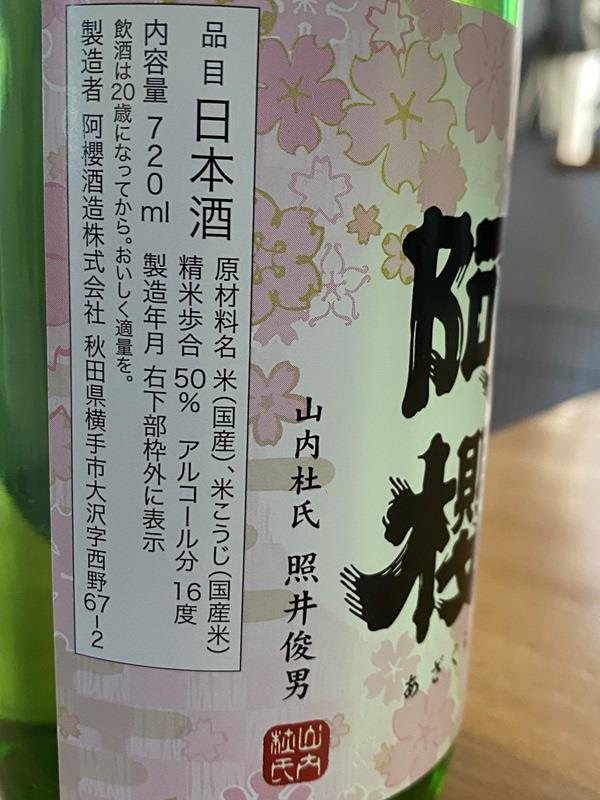 品目 日本酒
原材料名 米(国産)、米こうじ(国産米)
精米歩合 50% アルコール分 16度
内容量 720ml 製造年月 右下部枠外に表示
飲酒は20歳になってから。おいしく適量を。
製造者 阿櫻酒造株式会社 秋田県横手市大沢字西野67-2
阿櫻
あざくら
山内杜氏 照井俊男
山内
杜氏